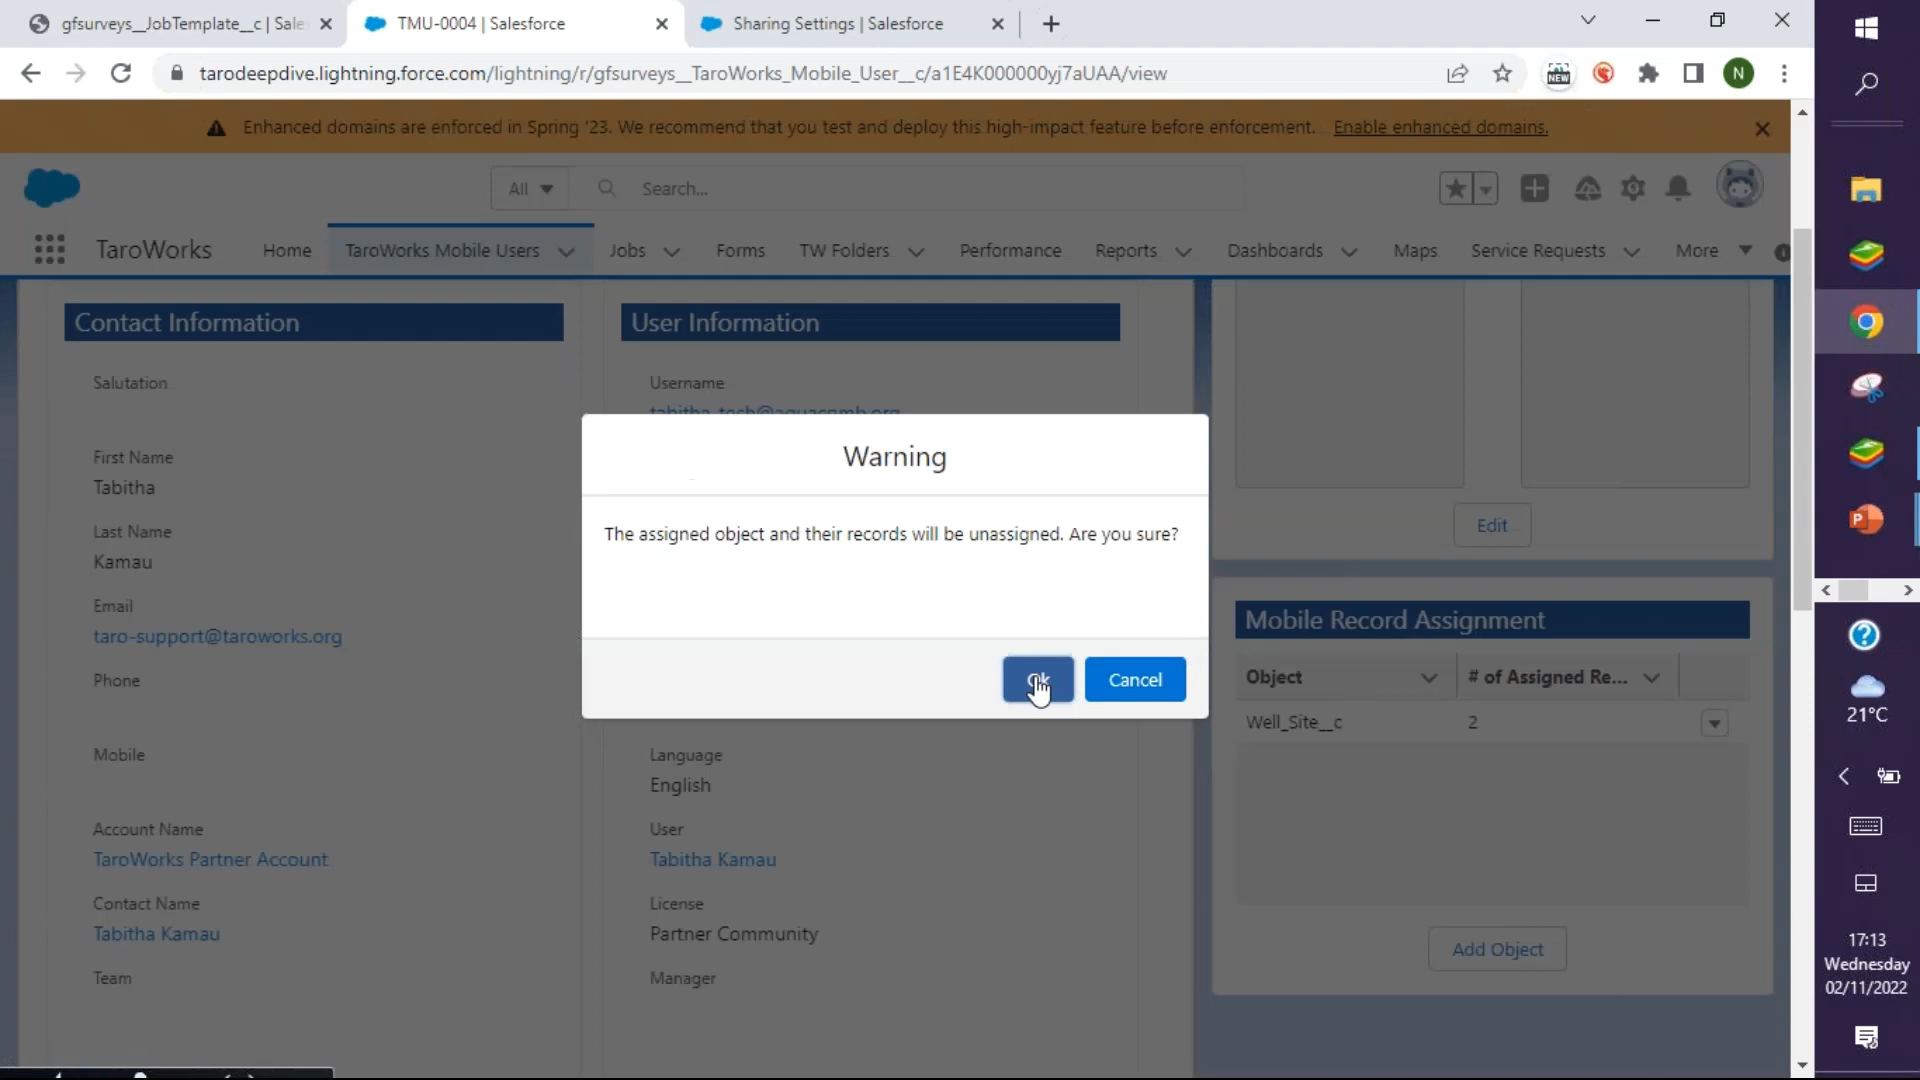 gfsurveys__JobTemplate__c | Sale
TMU-0004 | Salesforce
Sharing Settings | Salesforce
tarodeepdive.lightning.force.com/lightning/r/gfsurveys__TaroWorks_Mobile_User__c/a1E4K000000yj7aUAA/view
NEW
N
Enhanced domains are enforced in Spring '23. We recommend that you test and deploy this high-impact feature before enforcement. Enable enhanced domains.
All
Search...
TaroWorks
Home
TaroWorks Mobile Users
Jobs
Forms
TW Folders
Performance
Reports
Dashboards
Maps
Service Requests
More
Contact Information
User Information
Salutation
Username
tabitha_tech@aquacomb.org
Warning
First Name
Tabitha
The assigned object and their records will be unassigned. Are you sure?
Edit
Last Name
Kamau
Email
taro-support@taroworks.org
Mobile Record Assignment
Phone
Ok
Cancel
Object
# of Assigned Re...
Well_Site__c
2
Mobile
Language
English
Account Name
TaroWorks Partner Account
User
Tabitha Kamau
Contact Name
Tabitha Kamau
License
Partner Community
Add Object
Team
Manager
P
21°C
17:13
Wednesday
02/11/2022